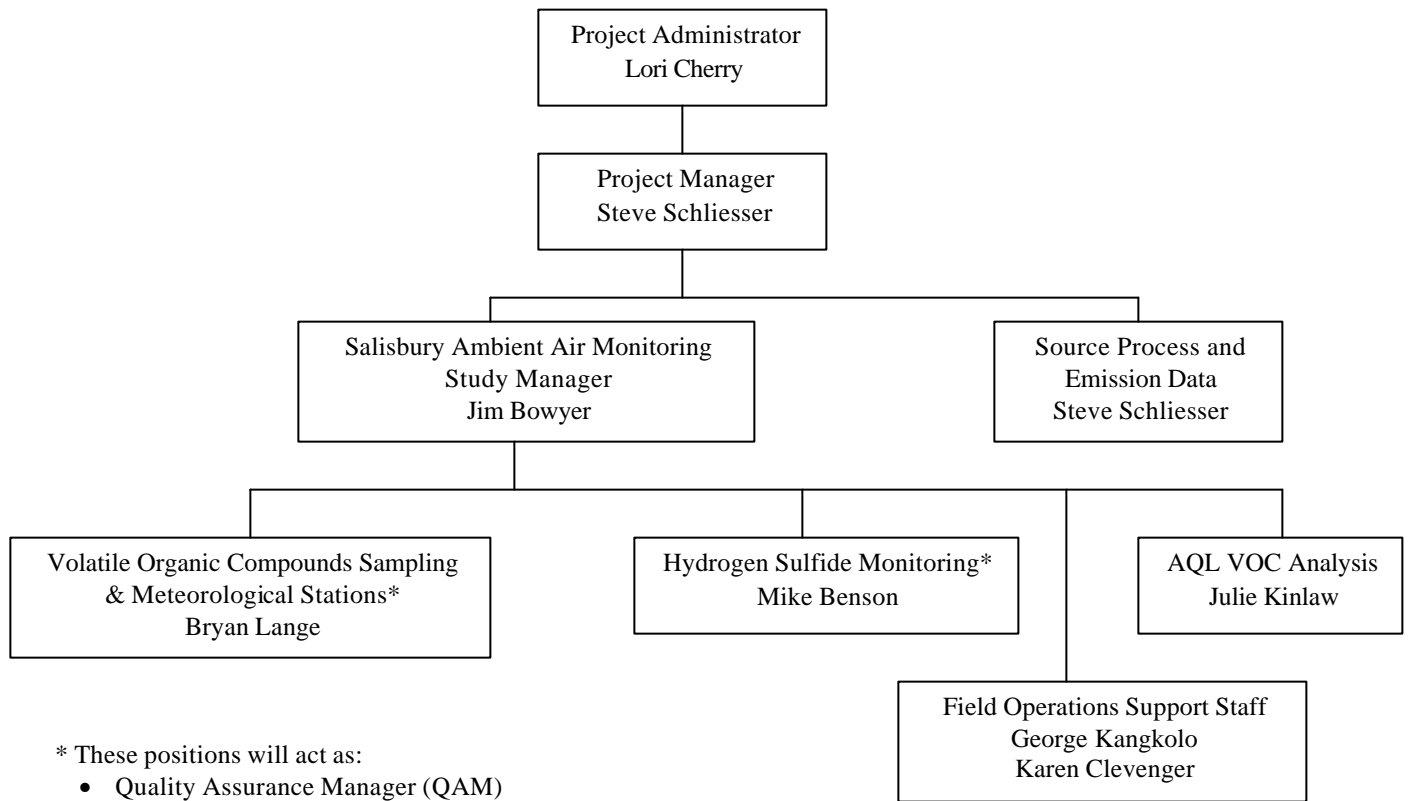 Project Administrator
Lori Cherry
Project Manager
Steve Schliesser
Salisbury Ambient Air Monitoring
Study Manager
Jim Bowyer
Source Process and
Emission Data
Steve Schliesser
Volatile Organic Compounds Sampling
& Meteorological Stations*
Bryan Lange
Hydrogen Sulfide Monitoring*
Mike Benson
AQL VOC Analysis
Julie Kinlaw
Field Operations Support Staff
George Kangkolo
Karen Clevenger
* These positions will act as:
• Quality Assurance Manager (QAM)